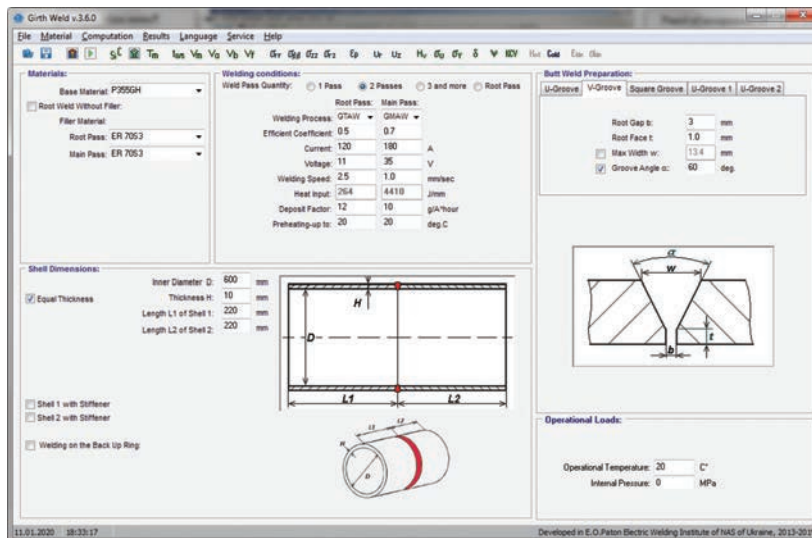 Girth Weld v.3.6.0
File Material Computation Results Language Service Help
Materials:
Base Material: P355GH
Root Weld Without Filler:
Filler Material:
Root Pass: ER 70S3
Main Pass: ER 70S3
Welding conditions:
Weld Pass Quantity: 1 Pass 2 Passes 3 and more Root Pass
Root Pass: Main Pass:
Welding Process: GTAW GMAW
Efficient Coefficient: 0.5 0.7
Current: 120 180 A
Voltage: 11 35 V
Welding Speed: 2.5 1.0 mm/sec
Heat Input: 264 4410 J/mm
Deposit Factor: 12 10 g/A*hour
Preheating-up to: 20 20 deg.C
Butt Weld Preparation:
U-Groove V-Groove Square Groove U-Groove 1 U-Groove 2
Root Gap b: 3 mm
Root Face t: 1.0 mm
Max Width w: 13.4 mm
Groove Angle α: 60 deg.
α
w
t
b
Shell Dimensions:
Equal Thickness
Inner Diameter D: 600 mm
Thickness H: 10 mm
Length L1 of Shell 1: 220 mm
Length L2 of Shell 2: 220 mm
H
D
L1 L2
Shell 1 with Stiffener
Shell 2 with Stiffener
Welding on the Back Up Ring:
L1 L2
H
D
Operational Loads:
Operational Temperature: 20 C°
Internal Pressure: 0 MPa
11.01.2020 18:33:17 Developed in E.O.Paton Electric Welding Institute of NAS of Ukraine, 2013-201